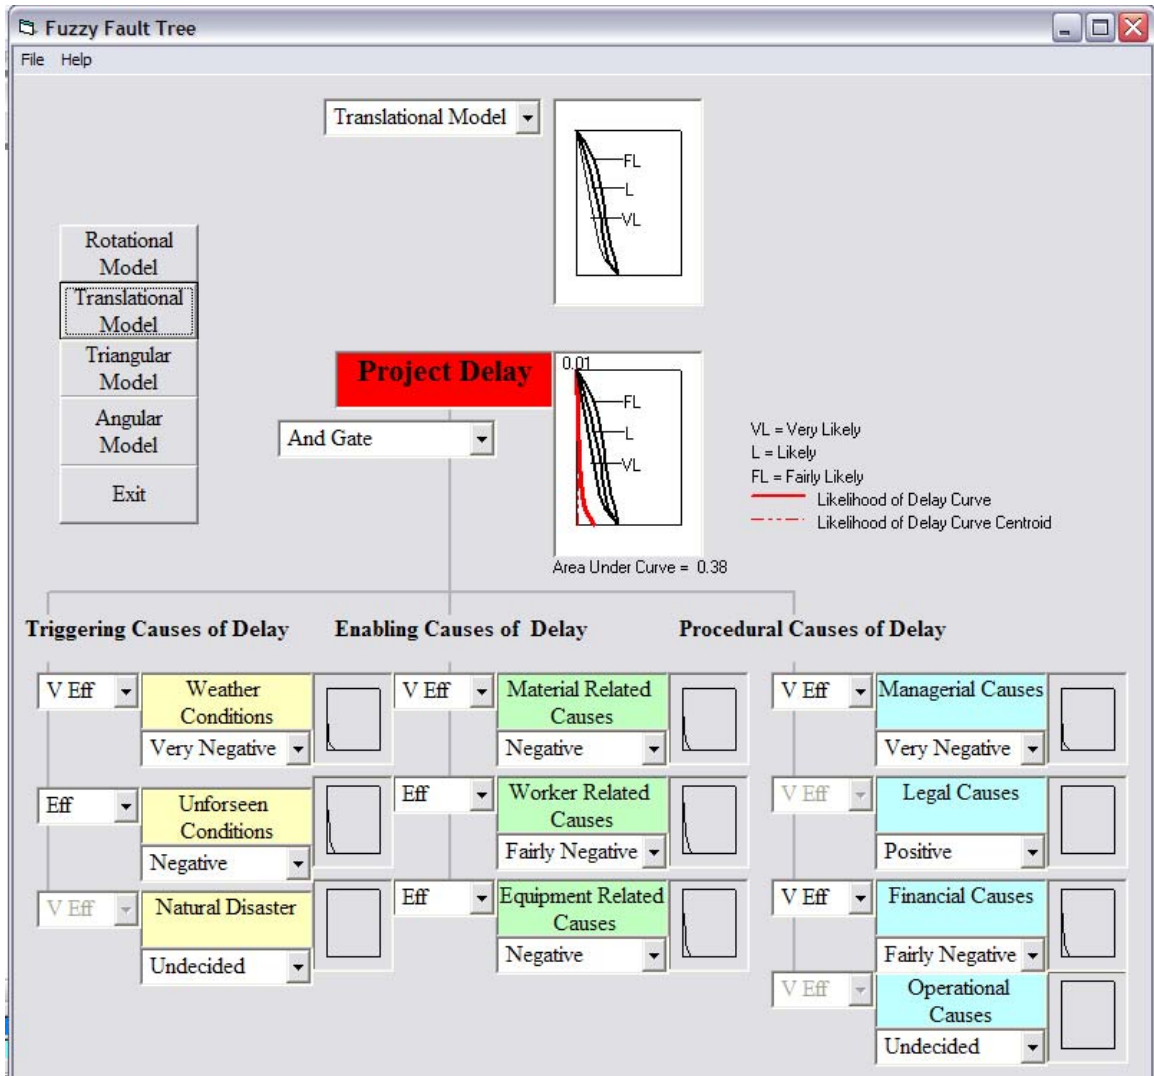 Fuzzy Fault Tree
File Help
Translational Model
FL
L
VL
Rotational
Model
Translational
Model
Triangular
Model
Angular
Model
Exit
Project Delay
And Gate
0.01
FL
L
VL
Area Under Curve = 0.38
VL = Very Likely
L = Likely
FL = Fairly Likely
Likelihood of Delay Curve
Likelihood of Delay Curve Centroid
Triggering Causes of Delay
V Eff
Weather
Conditions
Very Negative
Eff
Unforseen
Conditions
Negative
V Eff
Natural Disaster
Undecided
Enabling Causes of Delay
V Eff
Material Related
Causes
Negative
Eff
Worker Related
Causes
Fairly Negative
Eff
Equipment Related
Causes
Negative
Procedural Causes of Delay
V Eff
Managerial Causes
Very Negative
V Eff
Legal Causes
Positive
V Eff
Financial Causes
Fairly Negative
V Eff
Operational
Causes
Undecided